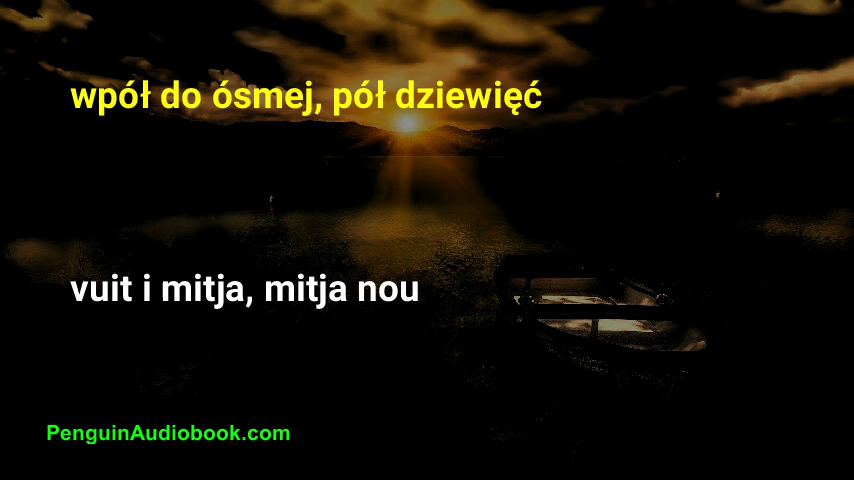 wpół do ósmej, pół dziewięć
vuit i mitja, mitja nou
PenguinAudiobook.com